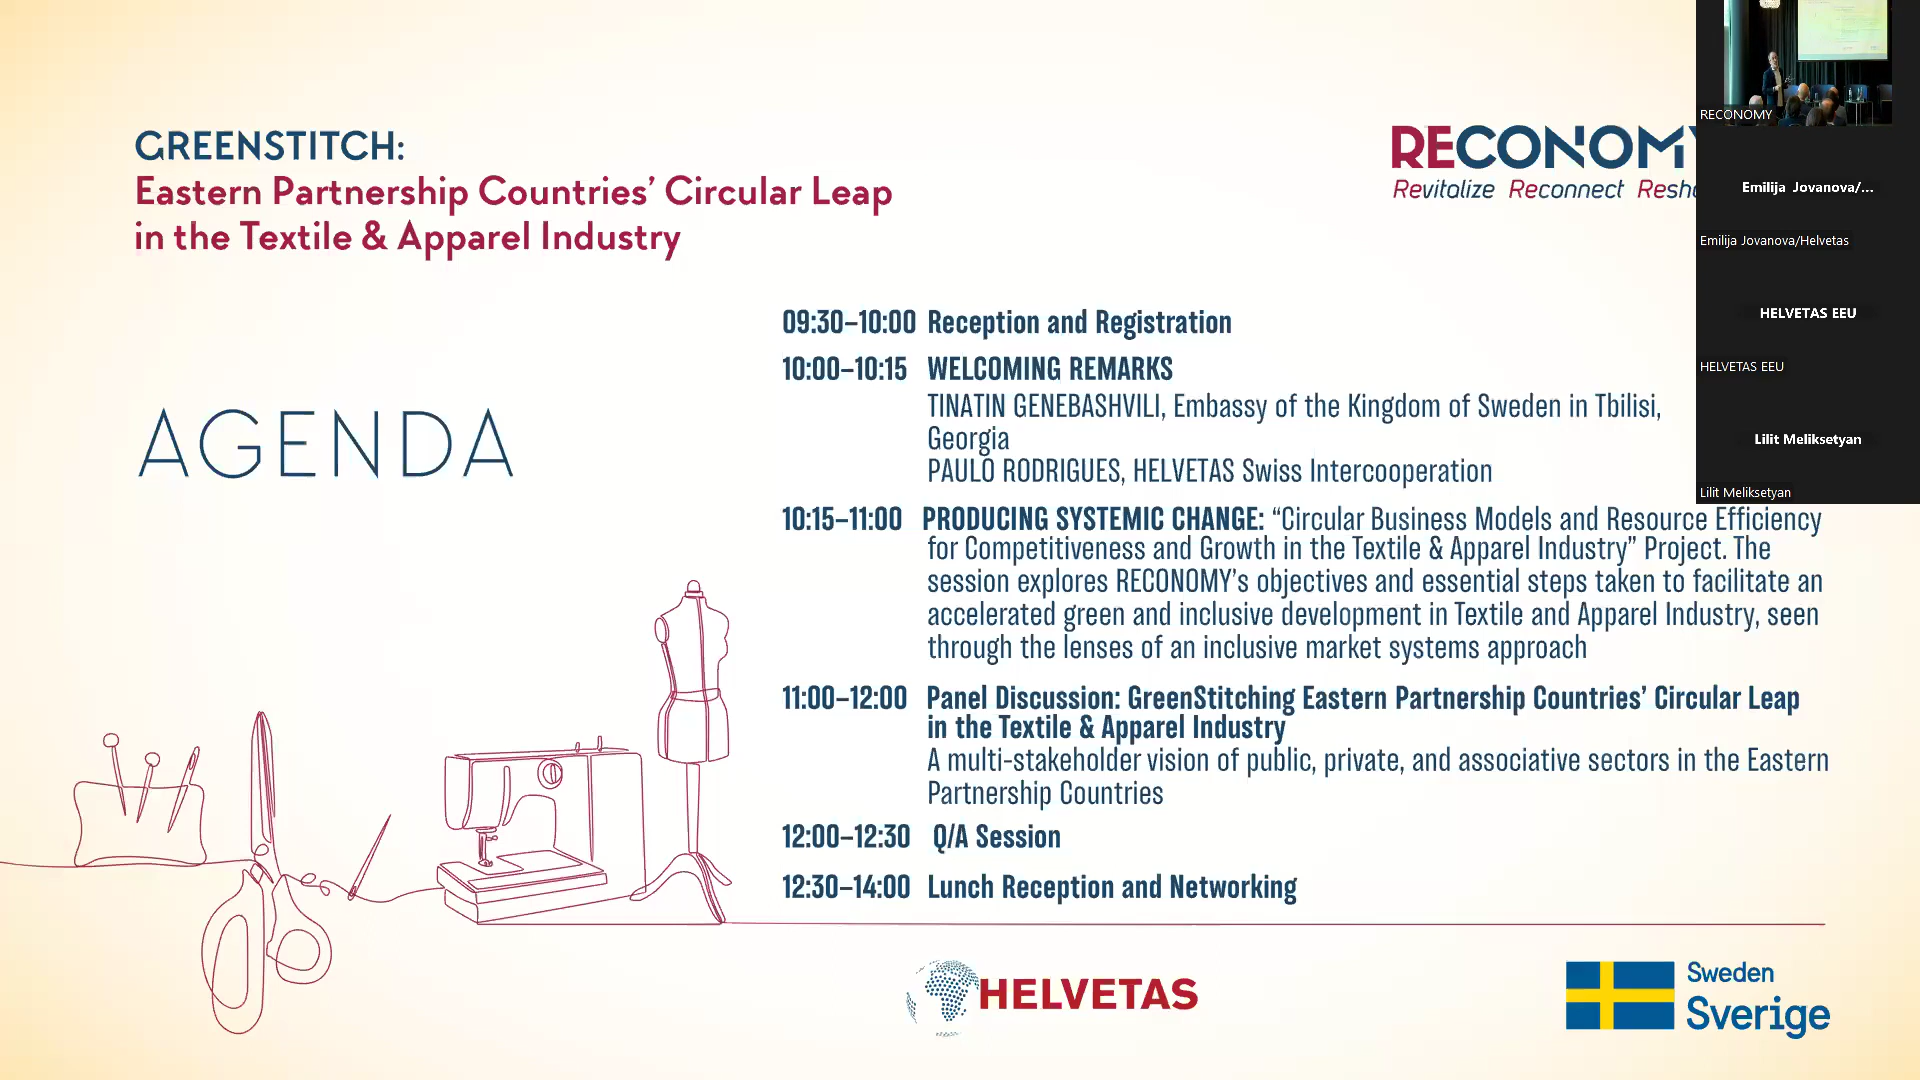 GREENSTITCH:
Eastern Partnership Countries’ Circular Leap
in the Textile & Apparel Industry
RECONOMY
Revitalize Reconnect
AGENDA
09:30–10:00 Reception and Registration
10:00–10:15 WELCOMING REMARKS
TINATIN GENEBASHVILI, Embassy of the Kingdom of Sweden in Tbilisi,
Georgia
PAULO RODRIGUES, HELVETAS Swiss Intercooperation
10:15–11:00 PRODUCING SYSTEMIC CHANGE: “Circular Business Models and Resource Efficiency
for Competitiveness and Growth in the Textile & Apparel Industry” Project. The
session explores RECONOMY’s objectives and essential steps taken to facilitate an
accelerated green and inclusive development in Textile and Apparel Industry, seen
through the lenses of an inclusive market systems approach
11:00–12:00 Panel Discussion: GreenStitching Eastern Partnership Countries’ Circular Leap
in the Textile & Apparel Industry
A multi-stakeholder vision of public, private, and associative sectors in the Eastern
Partnership Countries
12:00–12:30 Q/A Session
12:30–14:00 Lunch Reception and Networking
HELVETAS
Sweden
Sverige
RECONOMY
Emilija Jovanova/...
Emilija Jovanova/Helvetas
HELVETAS EEU
HELVETAS EEU
Lilit Meliksetyan
Lilit Meliksetyan